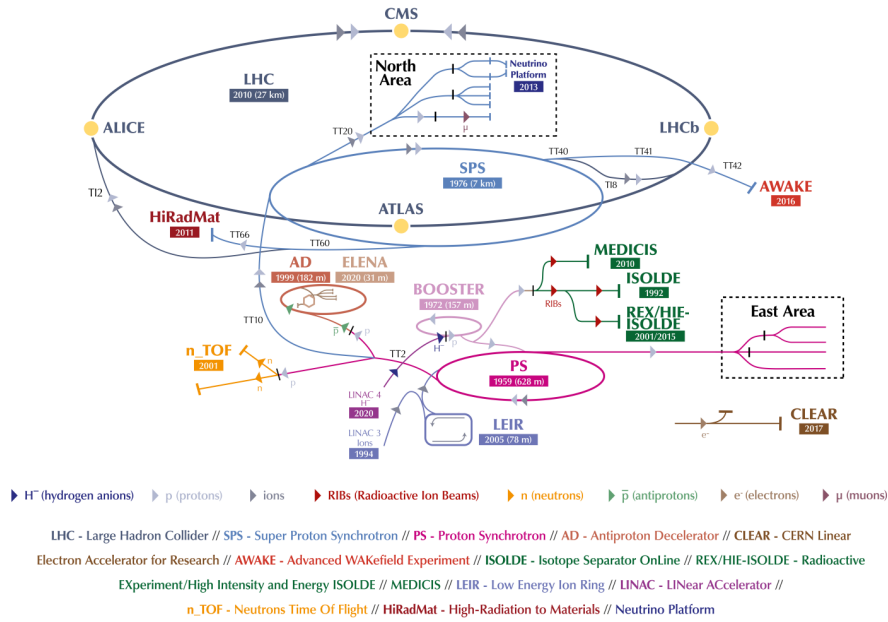 CMS
North
Area
Neutrino
Platform
2013
LHC
2010 (27 km)
TT20
μ
ALICE
LHCb
TT40
TT41
TT42
SPS
1976 (7 km)
TI8
TI2
AWAKE
2016
HiRadMat
2011
TT66
ATLAS
TT60
AD
1999 (182 m)
ELENA
2020 (31 m)
MEDICIS
2010
BOOSTER
1972 (157 m)
ISOLDE
1992
RIBs
REX/HIE-
ISOLDE
2001/2015
East Area
TT10
p̅
p
H⁻
p
n_TOF
2001
n
n
p
TT2
PS
1959 (628 m)
LINAC 4
H⁻
2020
LINAC 3
Ions
1994
LEIR
2005 (78 m)
CLEAR
2017
e⁻
H⁻ (hydrogen anions)
p (protons)
ions
RIBs (Radioactive Ion Beams)
n (neutrons)
p̅ (antiprotons)
e⁻ (electrons)
μ (muons)
LHC - Large Hadron Collider // SPS - Super Proton Synchrotron // PS - Proton Synchrotron // AD - Antiproton Decelerator // CLEAR - CERN Linear
Electron Accelerator for Research // AWAKE - Advanced WAKefield Experiment // ISOLDE - Isotope Separator OnLine // REX/HIE-ISOLDE - Radioactive
EXperiment/High Intensity and Energy ISOLDE // MEDICIS // LEIR - Low Energy Ion Ring // LINAC - LINear ACcelerator //
n_TOF - Neutrons Time Of Flight // HiRadMat - High-Radiation to Materials // Neutrino Platform